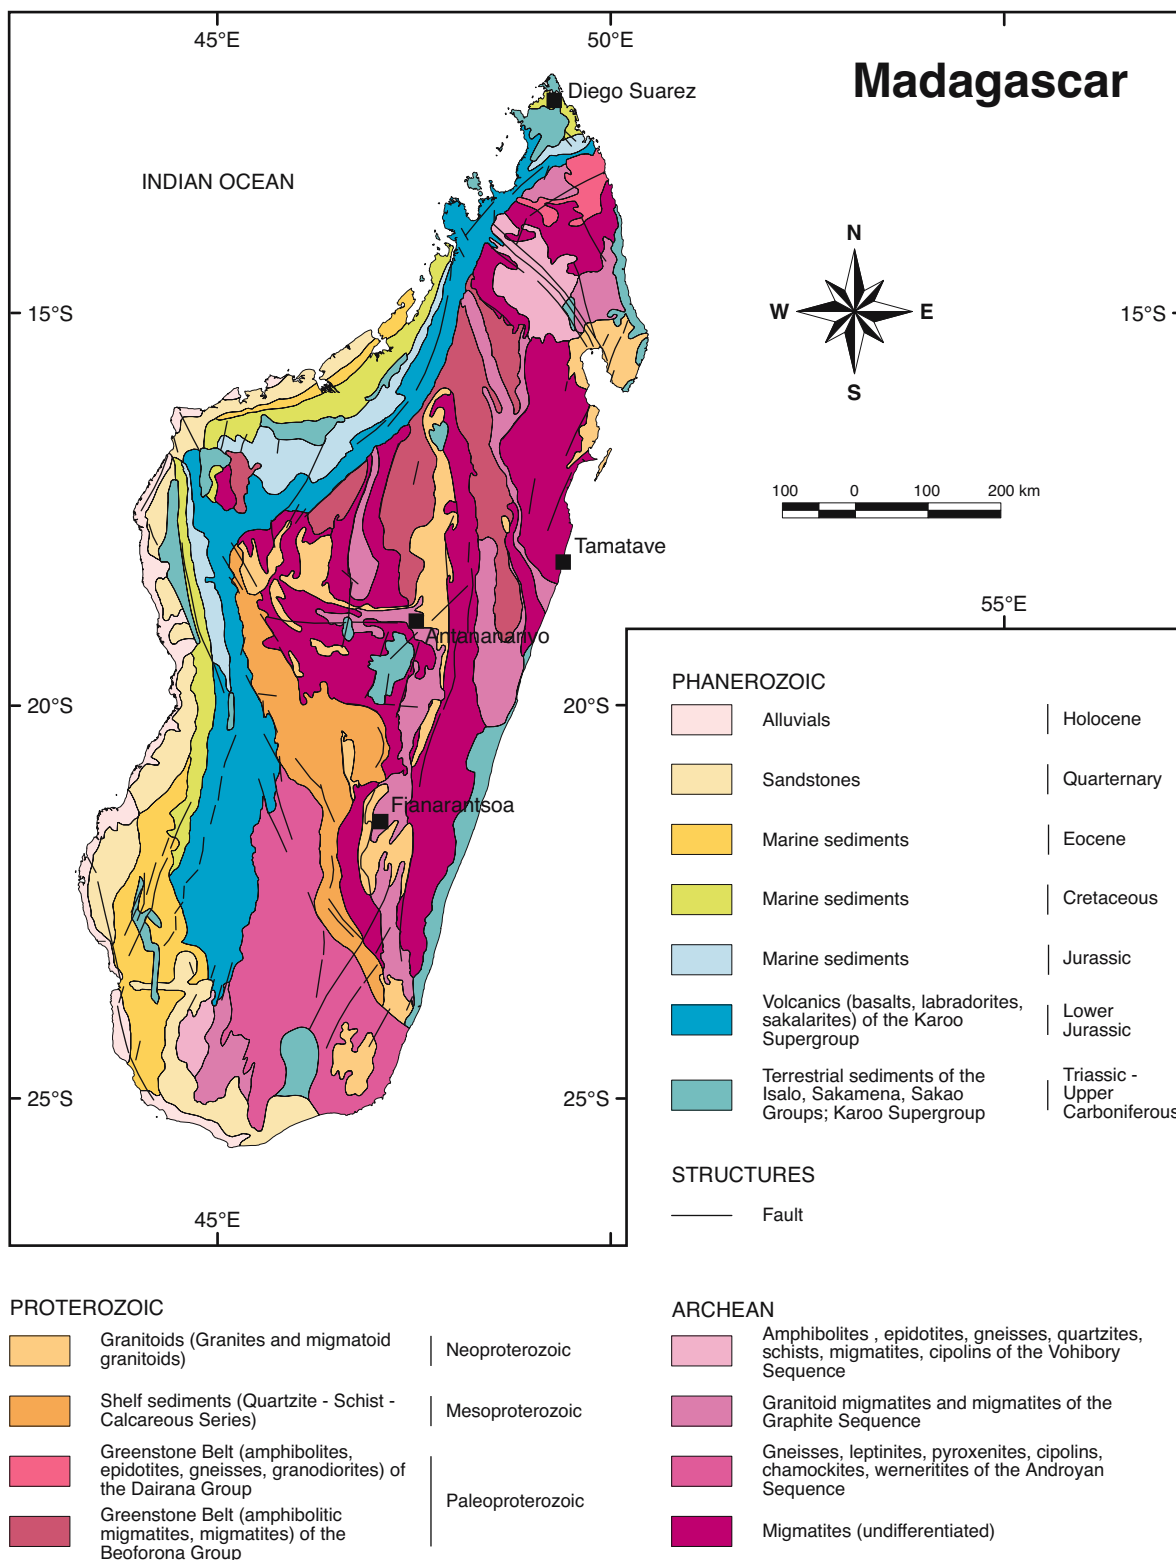 45°E
50°E
Madagascar
Diego Suarez
INDIAN OCEAN
N
W
E
S
15°S
15°S
100 0 100 200 km
Tamatave
Antananarivo
55°E
20°S
20°S
Fianarantsoa
25°S
25°S
45°E
PHANEROZOIC
Alluvials
Holocene
Sandstones
Quarternary
Marine sediments
Eocene
Marine sediments
Cretaceous
Marine sediments
Jurassic
Volcanics (basalts, labradorites,
sakalarites) of the Karoo
Supergroup
Lower
Jurassic
Terrestrial sediments of the
Isalo, Sakamena, Sakao
Groups; Karoo Supergroup
Triassic -
Upper
Carboniferous
STRUCTURES
Fault
PROTEROZOIC
Granitoids (Granites and migmatoid
granitoids)
Neoproterozoic
Shelf sediments (Quartzite - Schist -
Calcareous Series)
Mesoproterozoic
Greenstone Belt (amphibolites,
epidotites, gneisses, granodiorites) of
the Dairana Group
Greenstone Belt (amphibolitic
migmatites, migmatites) of the
Beoforona Group
Paleoproterozoic
ARCHEAN
Amphibolites , epidotites, gneisses, quartzites,
schists, migmatites, cipolins of the Vohibory
Sequence
Granitoid migmatites and migmatites of the
Graphite Sequence
Gneisses, leptinites, pyroxenites, cipolins,
chamockites, werneritites of the Androyan
Sequence
Migmatites (undifferentiated)